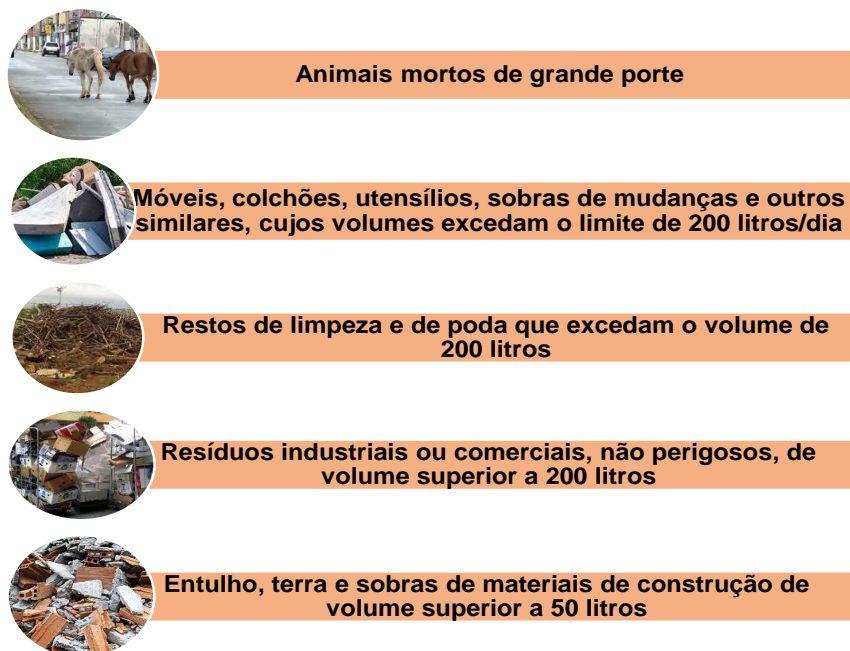 Animais mortos de grande porte
Móveis, colchões, utensílios, sobras de mudanças e outros
similares, cujos volumes excedam o limite de 200 litros/dia
Restos de limpeza e de poda que excedam o volume de
200 litros
Resíduos industriais ou comerciais, não perigosos, de
volume superior a 200 litros
Entulho, terra e sobras de materiais de construção de
volume superior a 50 litros